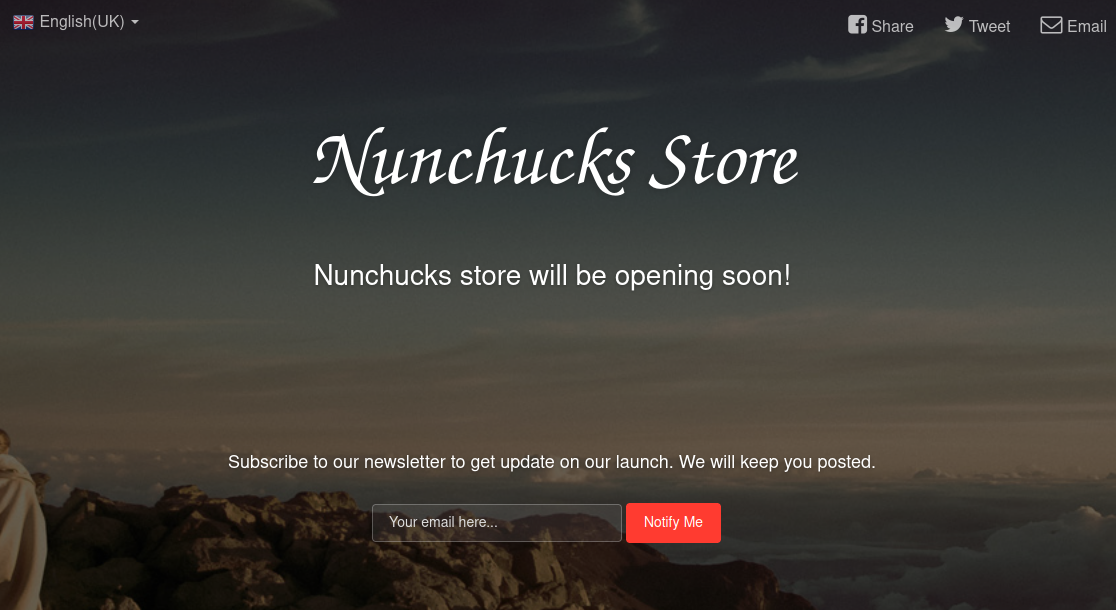 English(UK)
Share
Tweet
Email
Nunchucks Store
Nunchucks store will be opening soon!
Subscribe to our newsletter to get update on our launch. We will keep you posted.
Your email here...
Notify Me